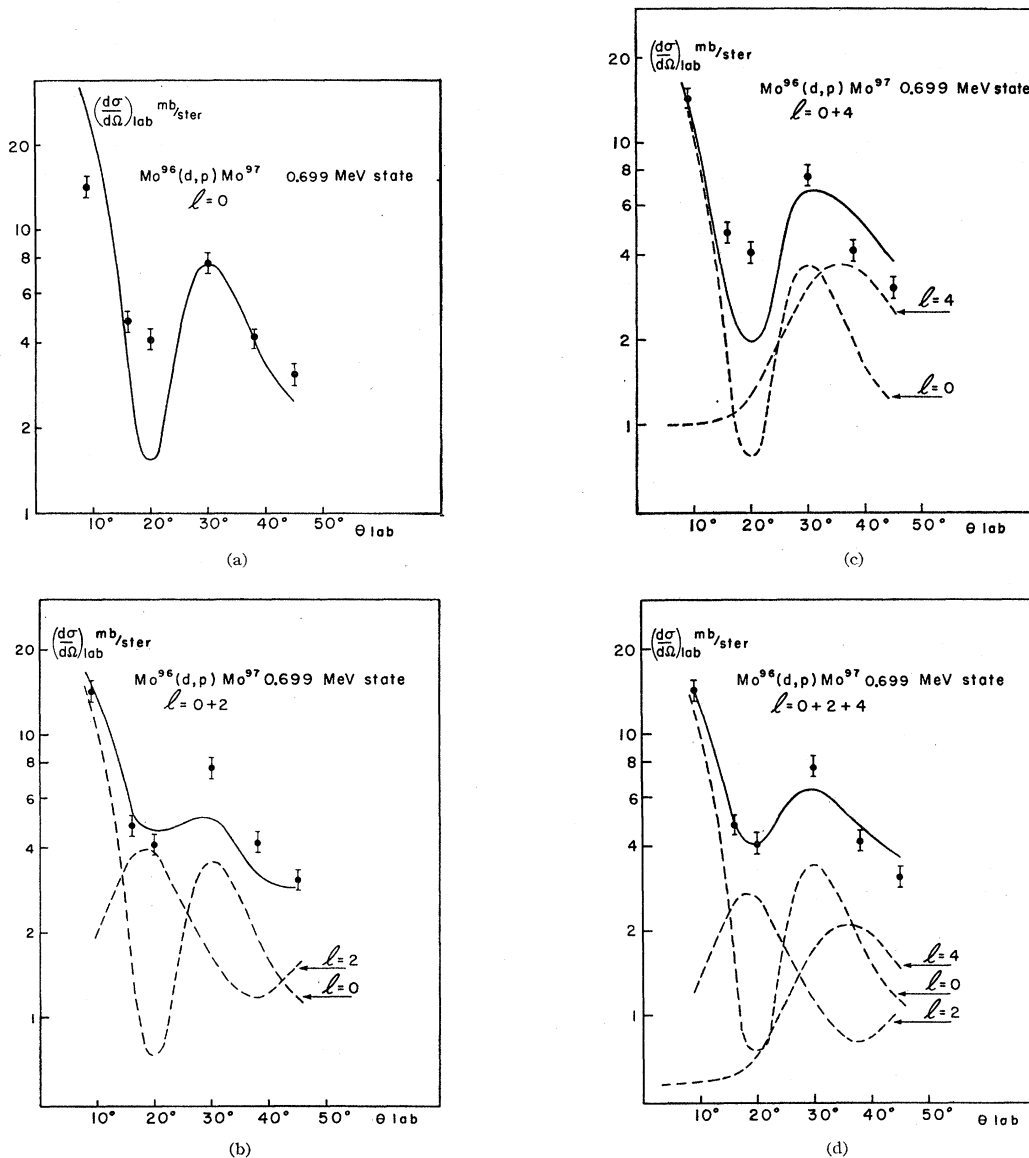 (dσ/dΩ)lab mb/ster
20
Mo⁹⁶(d,p)Mo⁹⁷ 0.699 MeV state
ℓ=0
10
8
6
4
2
1
10° 20° 30° 40° 50°
θ lab
(a)
(dσ/dΩ)lab mb/ster
20
Mo⁹⁶(d,p)Mo⁹⁷ 0.699 MeV state
ℓ=0+4
10
8
6
4
ℓ=4
2
ℓ=0
1
10° 20° 30° 40° 50°
θ lab
(c)
(dσ/dΩ)lab mb/ster
20
Mo⁹⁶(d,p)Mo⁹⁷ 0.699 MeV state
ℓ=0+2
10
8
6
4
2
ℓ=2
ℓ=0
1
10° 20° 30° 40° 50°
θ lab
(b)
(dσ/dΩ)lab mb/ster
20
Mo⁹⁶(d,p)Mo⁹⁷ 0.699 MeV state
ℓ=0+2+4
10
8
6
4
2
ℓ=4
ℓ=0
ℓ=2
1
10° 20° 30° 40° 50°
θ lab
(d)